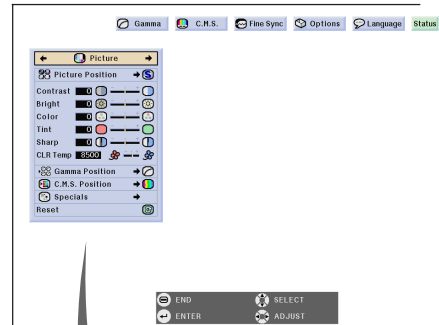 Gamma C.M.S. Fine Sync Options Language Status
Picture
Picture Position S
Contrast 0
Bright 0
Color 0
Tint 0
Sharp 0
CLR Temp 8500
Gamma Position
C.M.S. Position
Specials
Reset
END SELECT
ENTER ADJUST